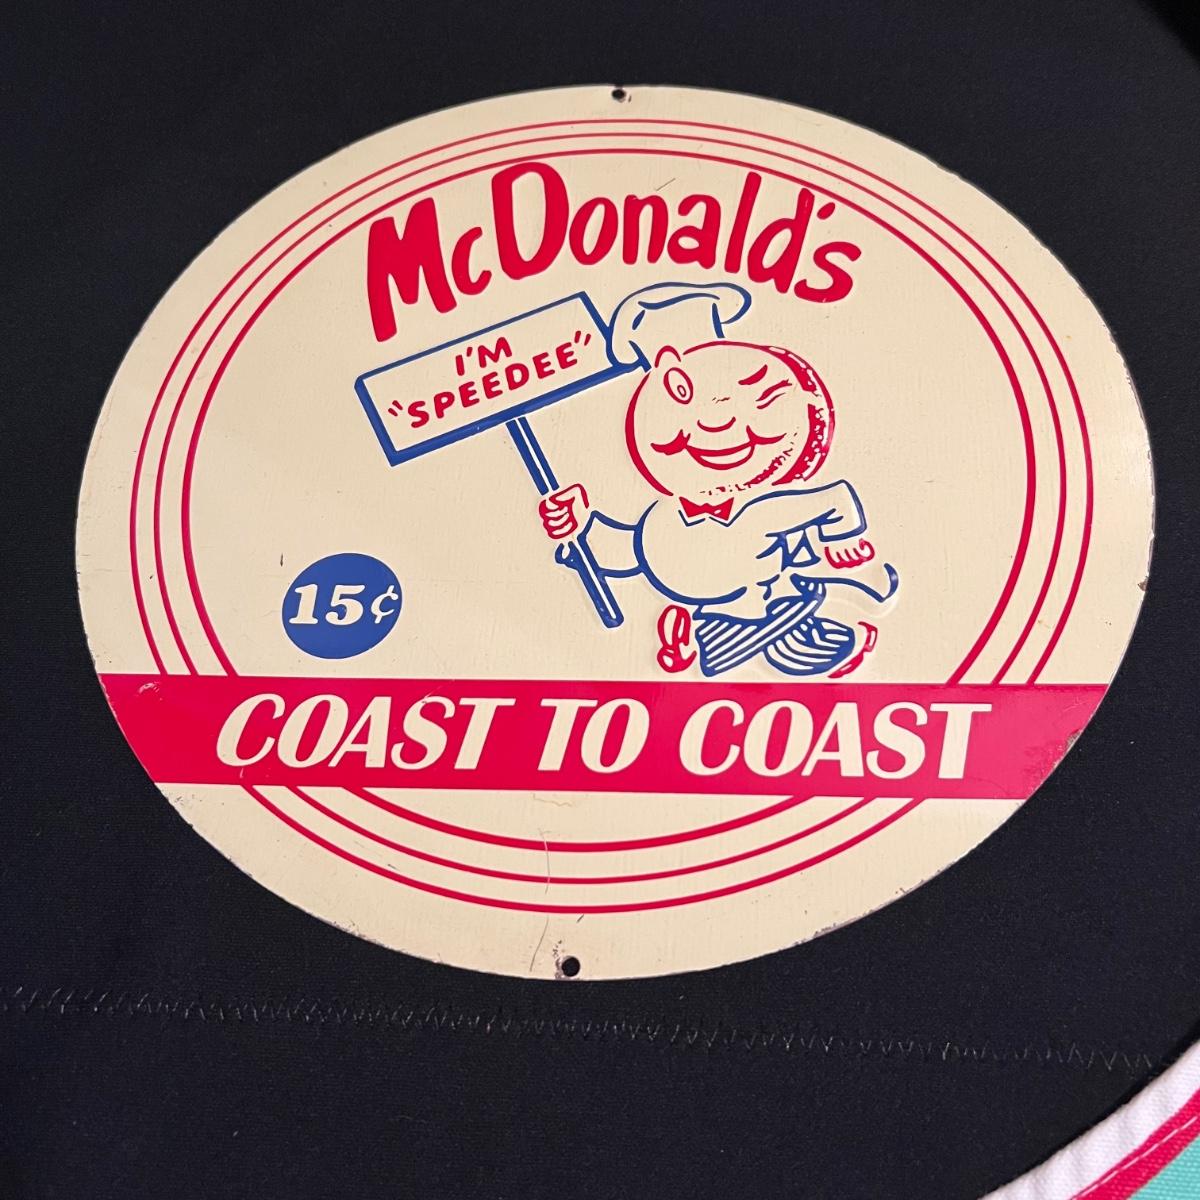 McDonald's
I'M
"SPEEDEE"
15¢
COAST TO COAST